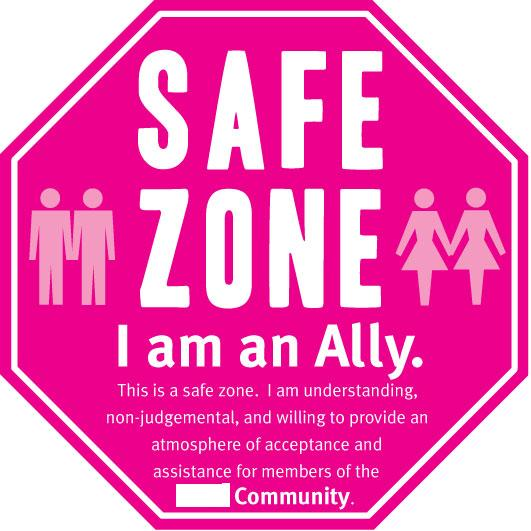 SAFE
ZONE
I am an Ally.
This is a safe zone. I am understanding,
non-judgemental, and willing to provide an
atmosphere of acceptance and
assistance for members of the
Community.